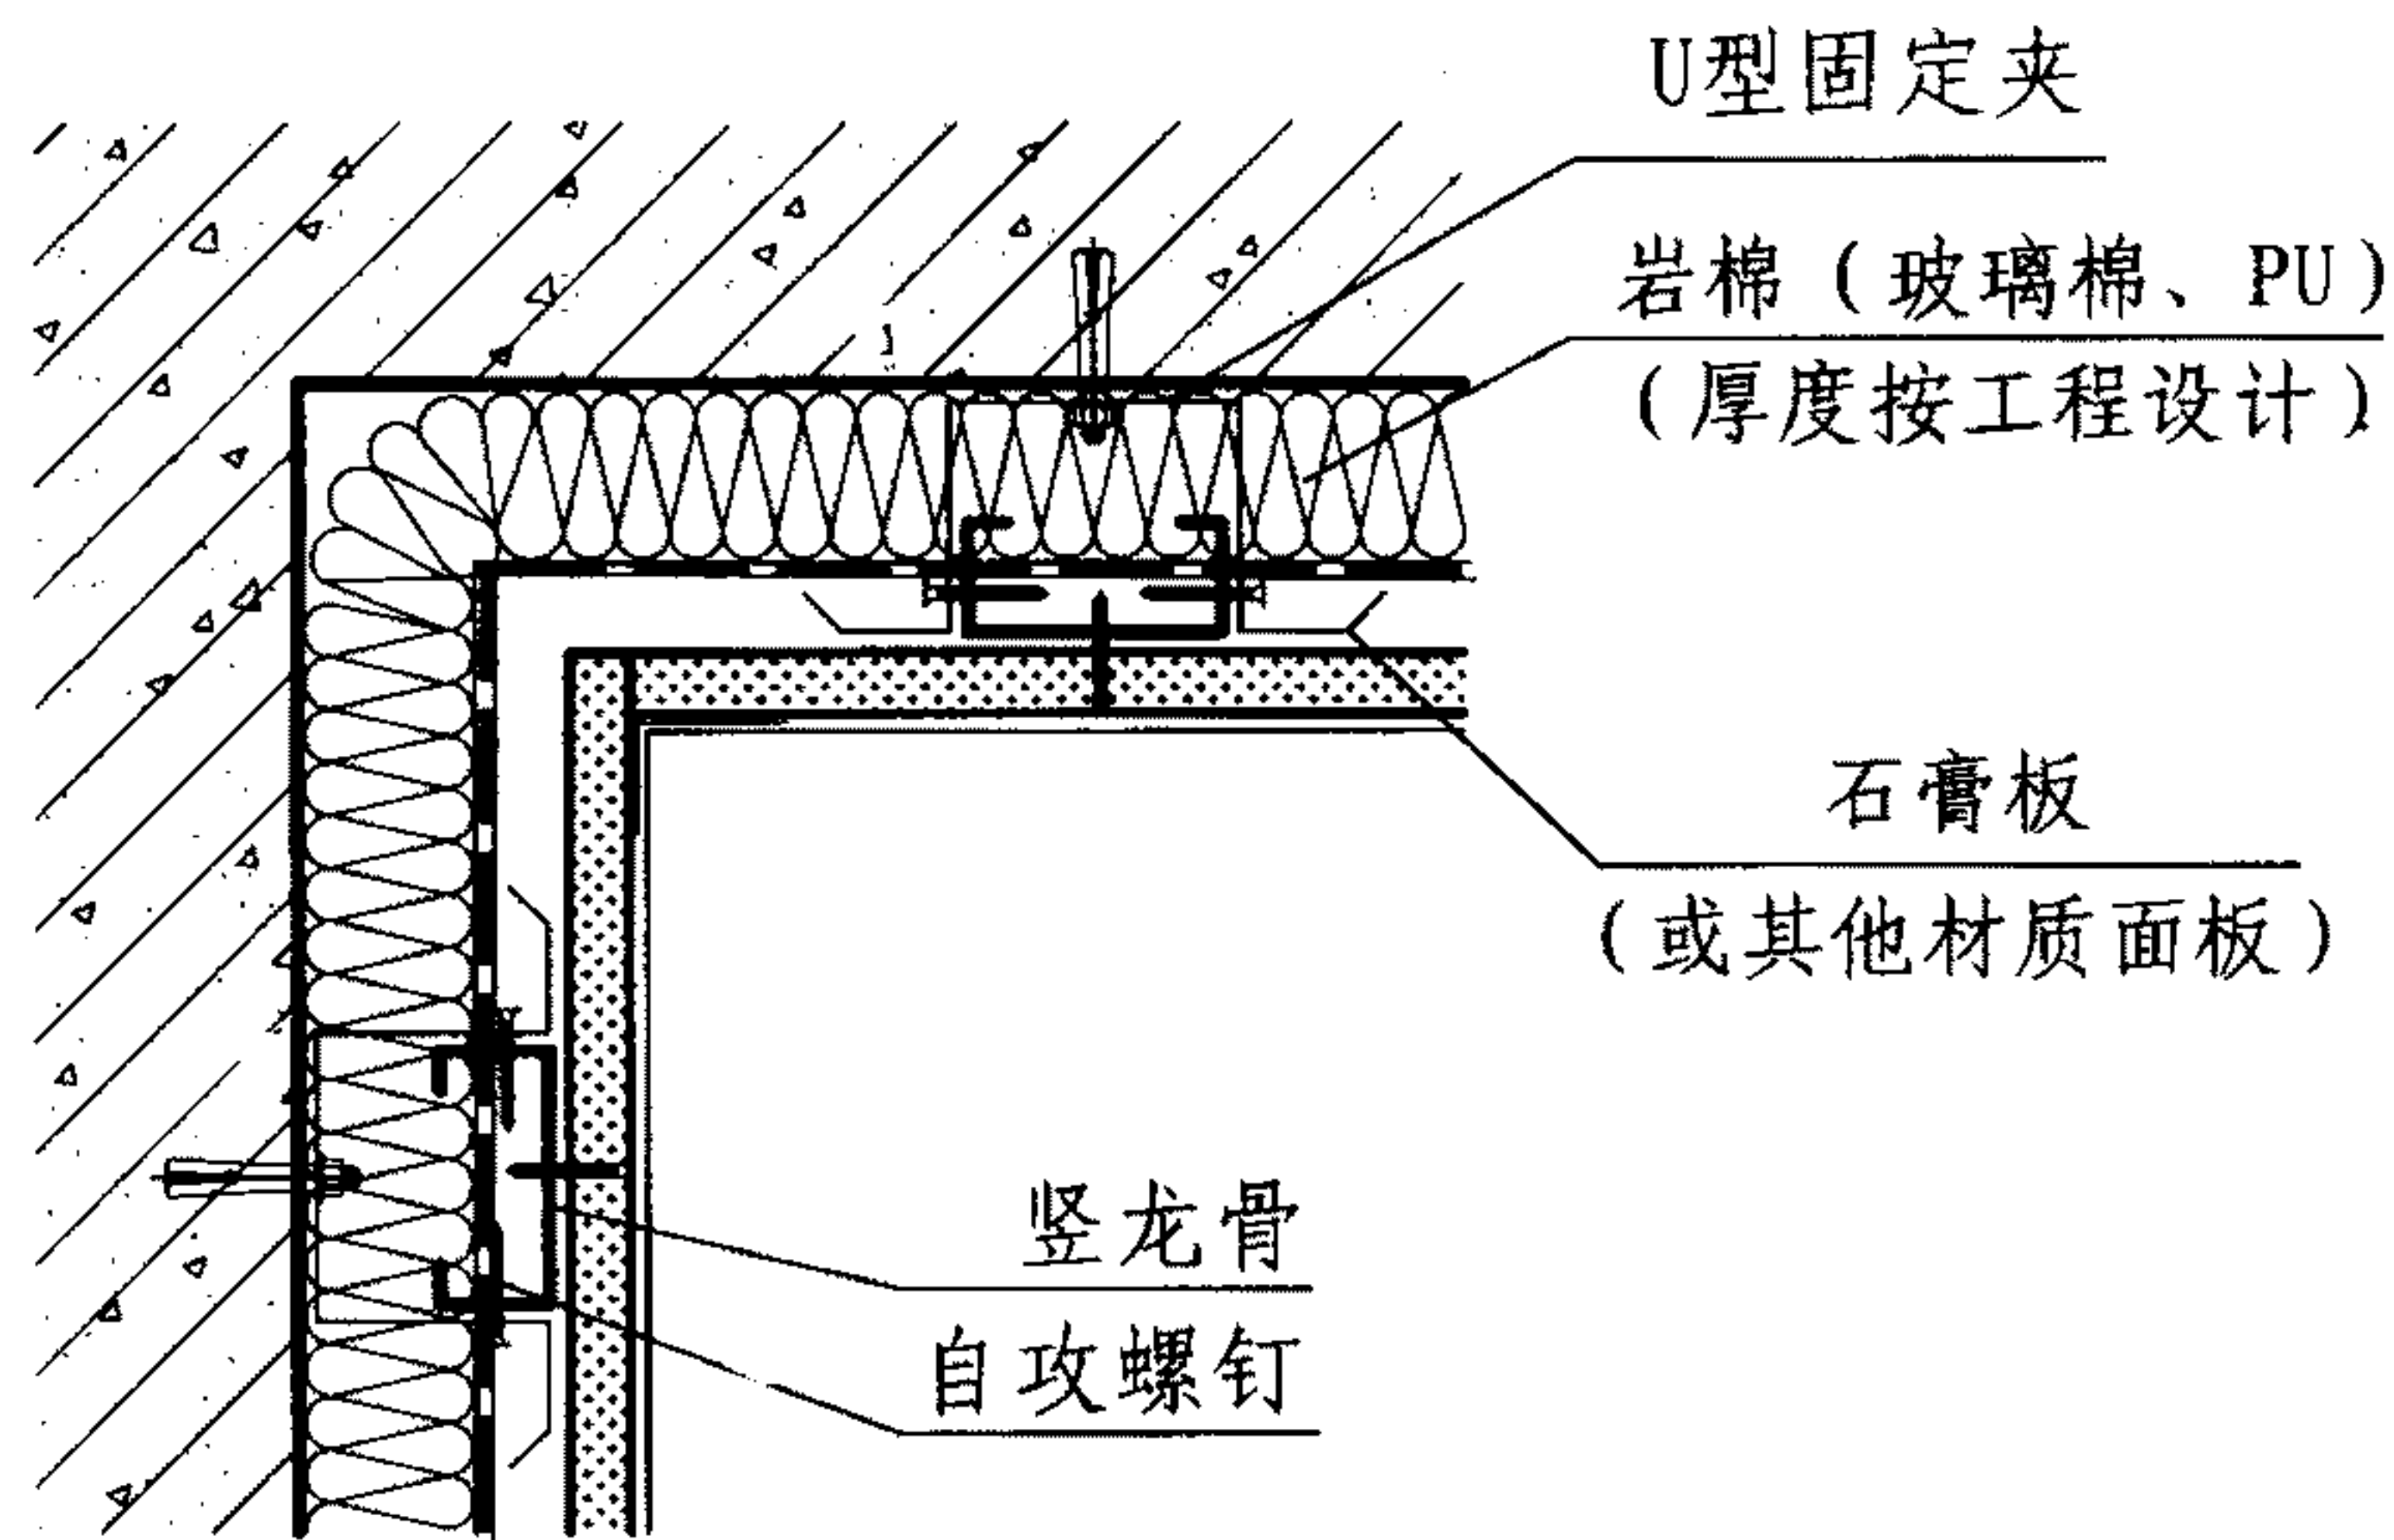 U型固定夹
岩棉（玻璃棉、PU）
（厚度按工程设计）
石膏板
（或其他材质面板）
竖龙骨
自攻螺钉